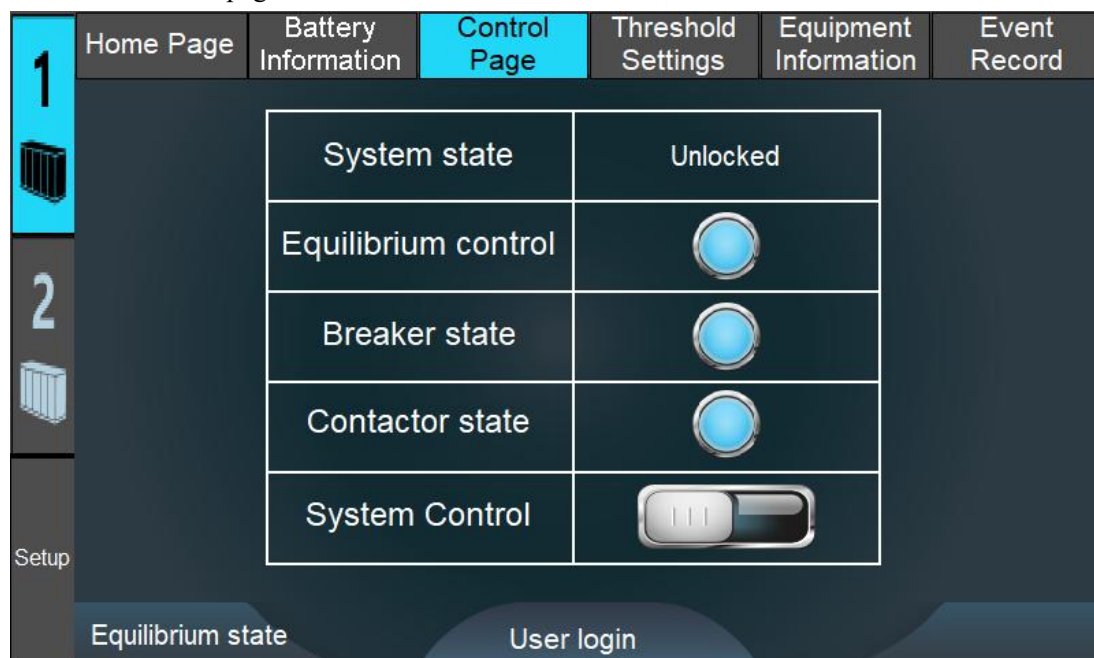 page
Home Page
Battery
Information
Control
Page
Threshold
Settings
Equipment
Information
Event
Record
1
2
Setup
System state
Unlocked
Equilibrium control
Breaker state
Contactor state
System Control
Equilibrium state
User login